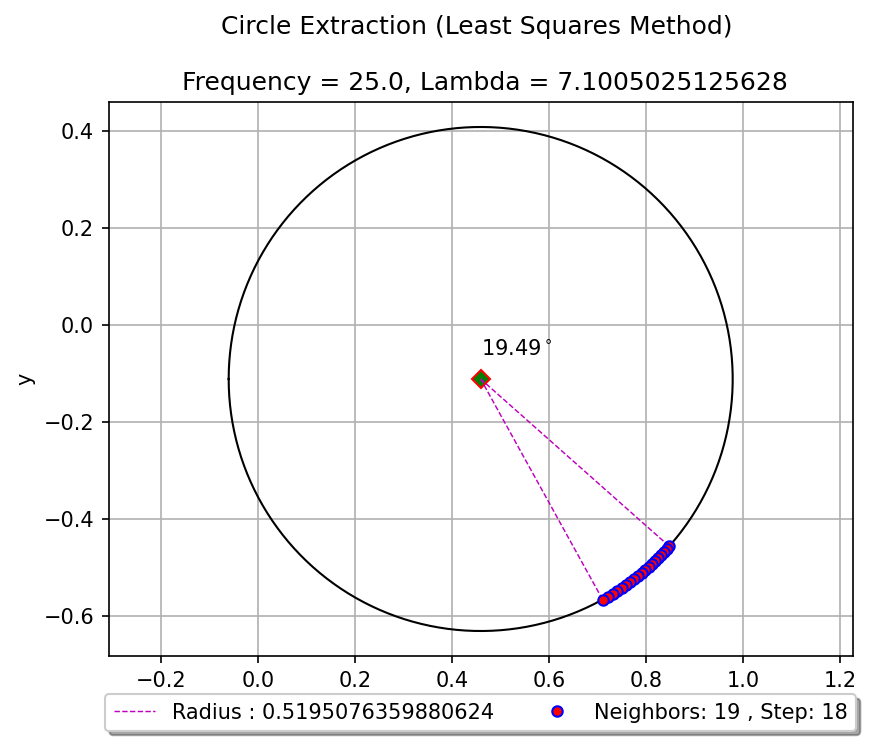 Circle Extraction (Least Squares Method)
Frequency = 25.0, Lambda = 7.1005025125628
0.4
0.2
0.0
−0.2
−0.4
−0.6
y
19.49°
−0.2 0.0 0.2 0.4 0.6 0.8 1.0 1.2
Radius : 0.5195076359880624 Neighbors: 19 , Step: 18